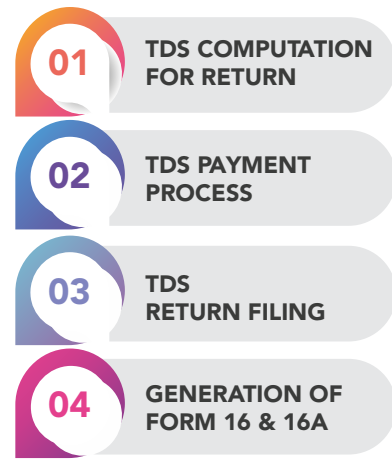 01
TDS COMPUTATION
FOR RETURN
02
TDS PAYMENT
PROCESS
03
TDS
RETURN FILING
04
GENERATION OF
FORM 16 & 16A